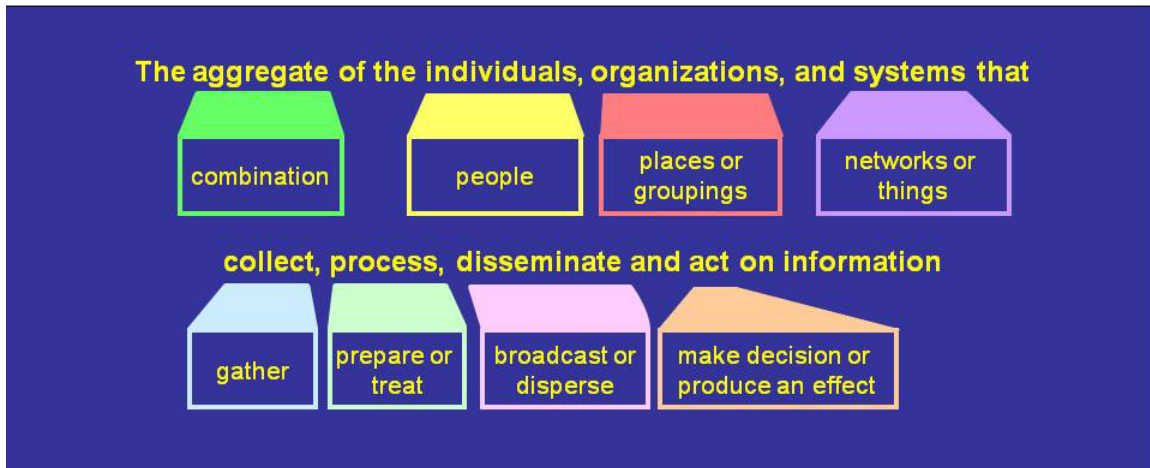 The aggregate of the individuals, organizations, and systems that
combination
people
places or
groupings
networks or
things
collect, process, disseminate and act on information
gather
prepare or
treat
broadcast or
disperse
make decision or
produce an effect